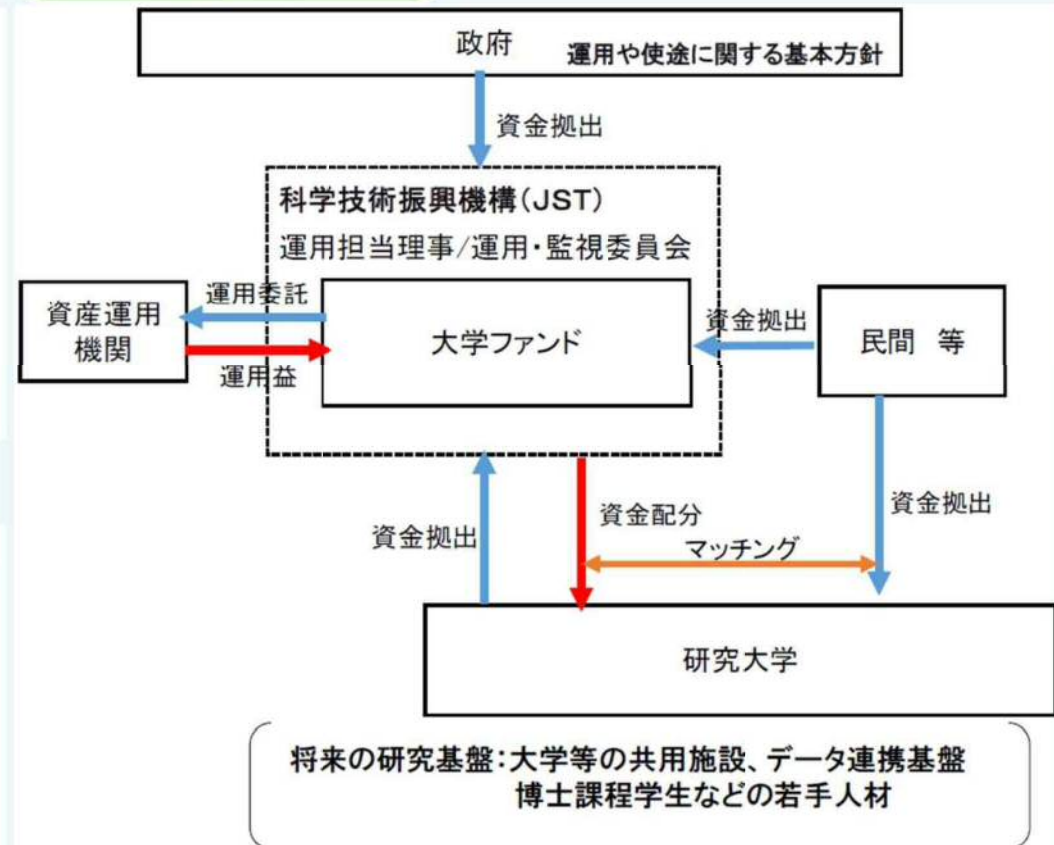 政府
運用や使途に関する基本方針
資金拠出
科学技術振興機構(JST)
運用担当理事/運用・監視委員会
資産運用
機関
運用委託
運用益
大学ファンド
資金拠出
民間 等
資金拠出
資金配分
マッチング
資金拠出
研究大学
将来の研究基盤:大学等の共用施設、データ連携基盤
博士課程学生などの若手人材